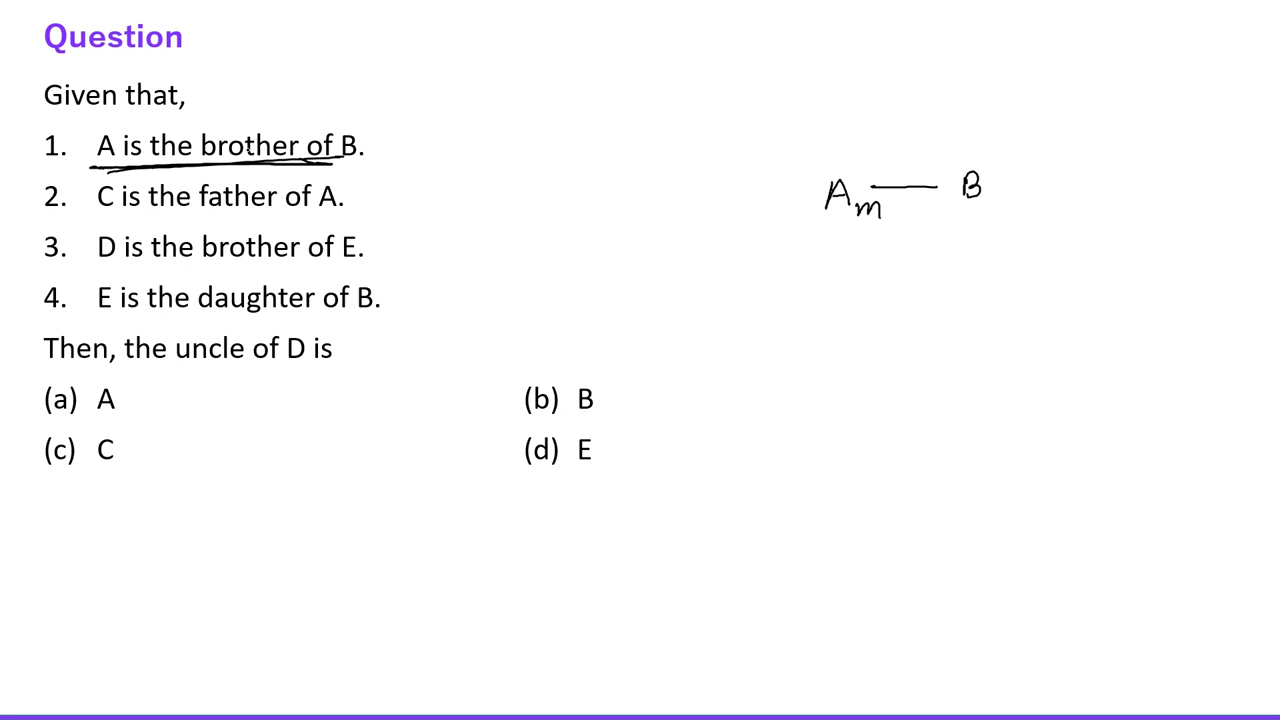 Question
Given that,
1. A is the brother of B.
A m — B
2. C is the father of A.
3. D is the brother of E.
4. E is the daughter of B.
Then, the uncle of D is
(a) A (b) B
(c) C (d) E